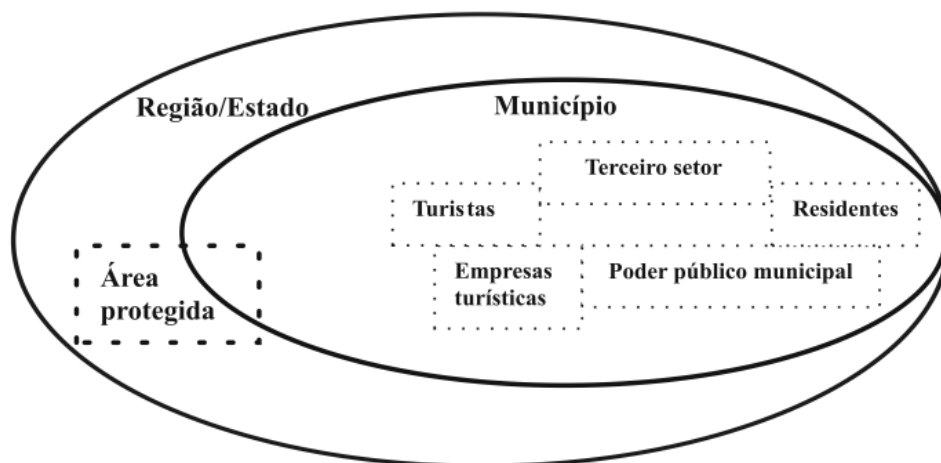 Região/Estado
Município
Terceiro setor
Turistas
Residentes
Área
protegida
Empresas
turísticas
Poder público municipal